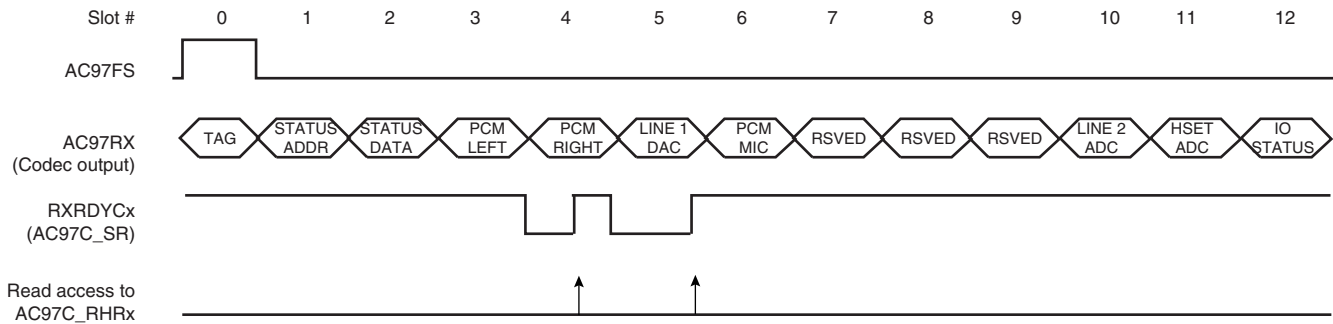 Slot # 0 1 2 3 4 5 6 7 8 9 10 11 12
AC97FS
AC97RX
(Codec output)
TAG
STATUS
ADDR
STATUS
DATA
PCM
LEFT
PCM
RIGHT
LINE 1
DAC
PCM
MIC
RSVED
RSVED
RSVED
LINE 2
ADC
HSET
ADC
IO
STATUS
RXRDYCx
(AC97C_SR)
Read access to
AC97C_RHRx